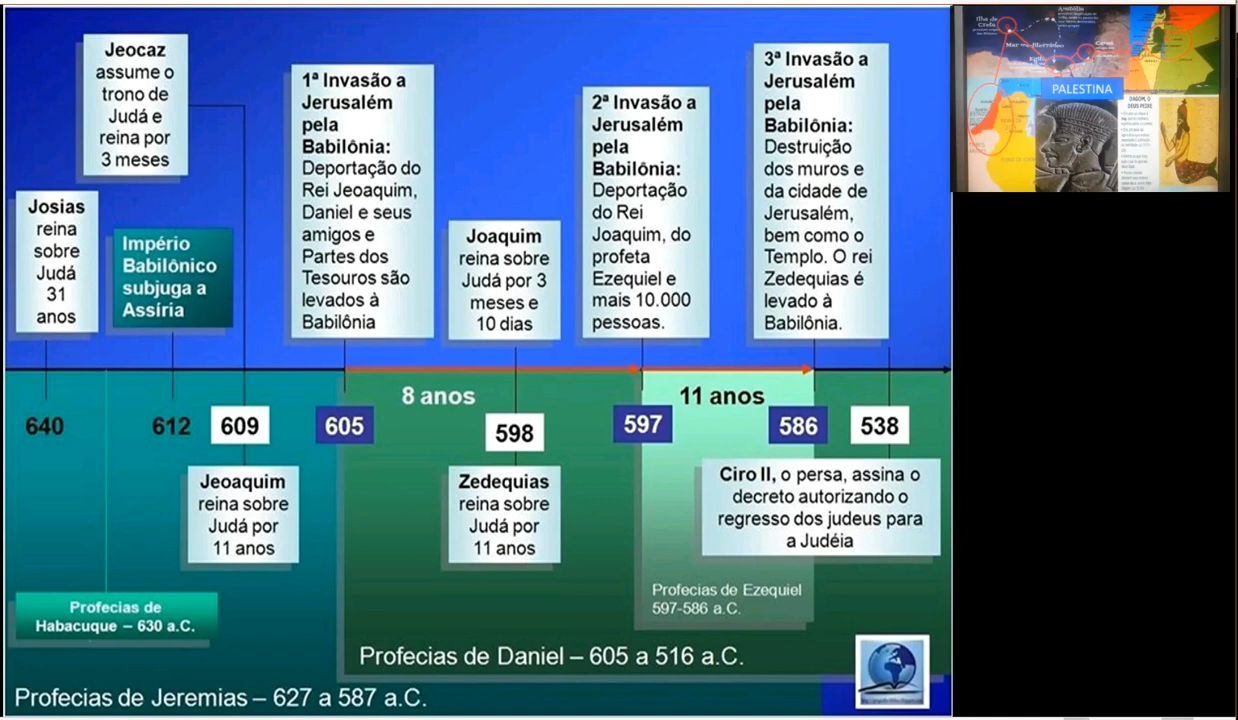 Jeocaz
assume o
trono de
Judá e
reina por
3 meses
Josias
reina
sobre
Judá
31
anos
Império
Babilônico
subjuga a
Assíria
1ª Invasão a
Jerusalém
pela
Babilônia:
Deportação do
Rei Jeoaquim,
Daniel e seus
amigos e
Partes dos
Tesouros são
levados à
Babilônia
Joaquim
reina sobre
Judá por 3
meses e
10 dias
2ª Invasão a
Jerusalém
pela
Babilônia:
Deportação
do Rei
Joaquim, do
profeta
Ezequiel e
mais 10.000
pessoas.
3ª Invasão a
Jerusalém
pela
Babilônia:
Destruição
dos muros e
da cidade de
Jerusalém,
bem como o
Templo. O rei
Zedequias é
levado à
Babilônia.
8 anos
11 anos
640
612
609
605
598
597
586
538
Jeoaquim
reina sobre
Judá por
11 anos
Zedequias
reina sobre
Judá por
11 anos
Ciro II, o persa, assina o
decreto autorizando o
regresso dos judeus para
a Judéia
Profecias de
Habacuque – 630 a.C.
Profecias de Ezequiel
597-586 a.C.
Profecias de Daniel – 605 a 516 a.C.
Profecias de Jeremias – 627 a 587 a.C.
Ilha de
Creta
Anatólia
PALESTINA
DAGOM, O
DEUS PEIXE